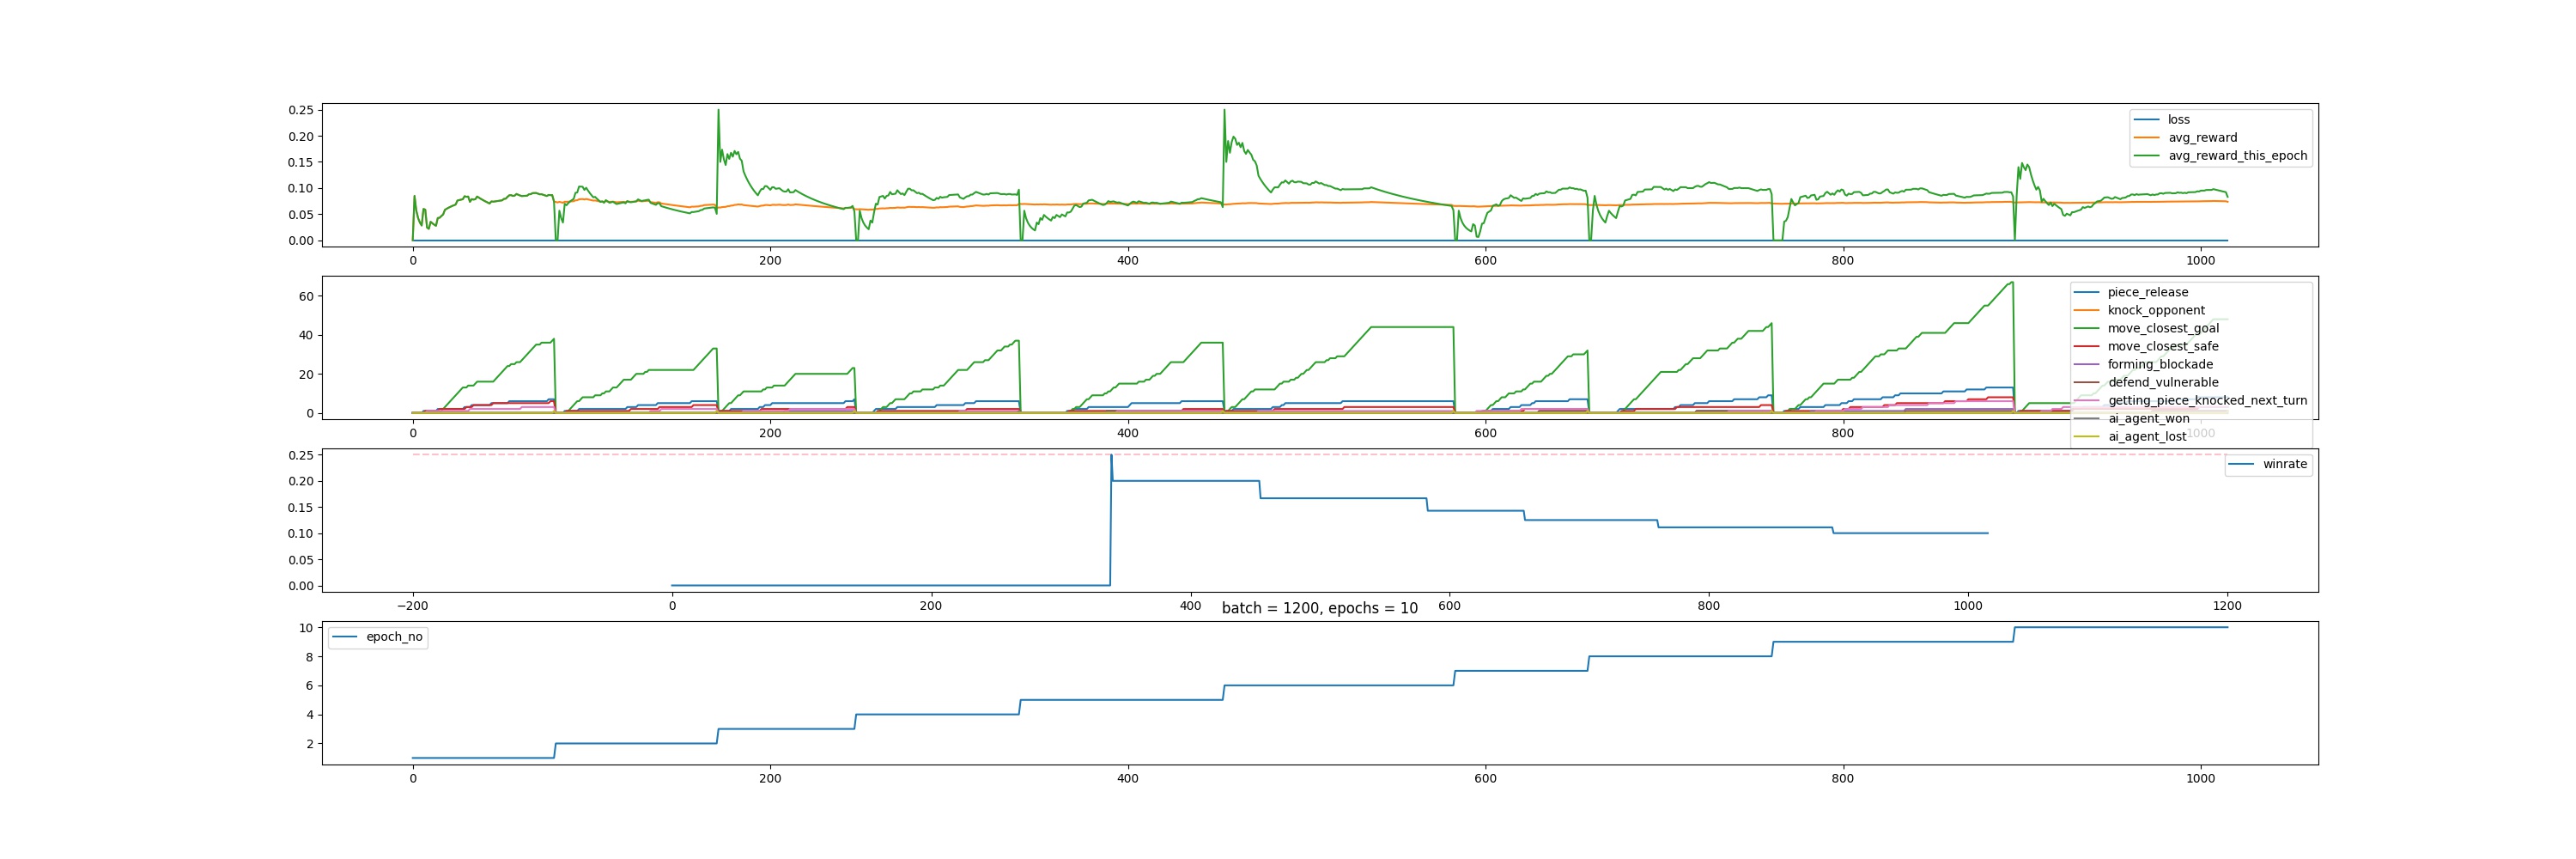 0.25
0.20
0.15
0.10
0.05
0.00
loss
avg_reward
avg_reward_this_epoch
0 200 400 600 800 1000
60
40
20
0
piece_release
knock_opponent
move_closest_goal
move_closest_safe
forming_blockade
defend_vulnerable
getting_piece_knocked_next_turn
ai_agent_won
ai_agent_lost
0 200 400 600 800 1000
0.25
0.20
0.15
0.10
0.05
0.00
winrate
−200 0 200 400 600 800 1000 1200
batch = 1200, epochs = 10
10
8
6
4
2
epoch_no
0 200 400 600 800 1000